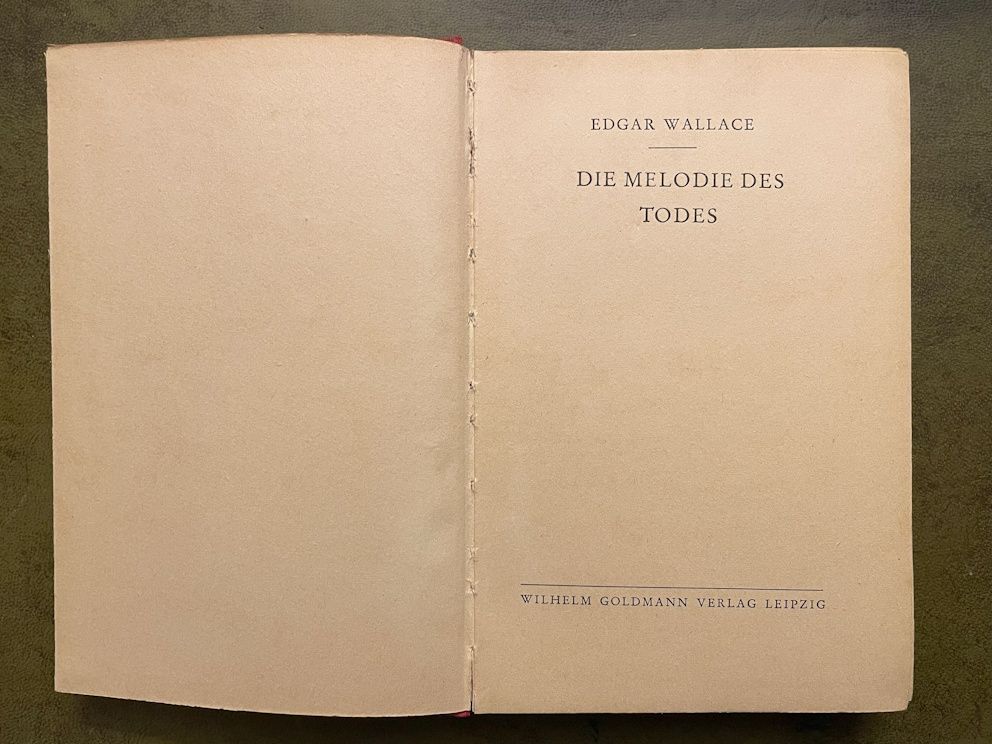 EDGAR WALLACE
DIE MELODIE DES
TODES
WILHELM GOLDMANN VERLAG LEIPZIG